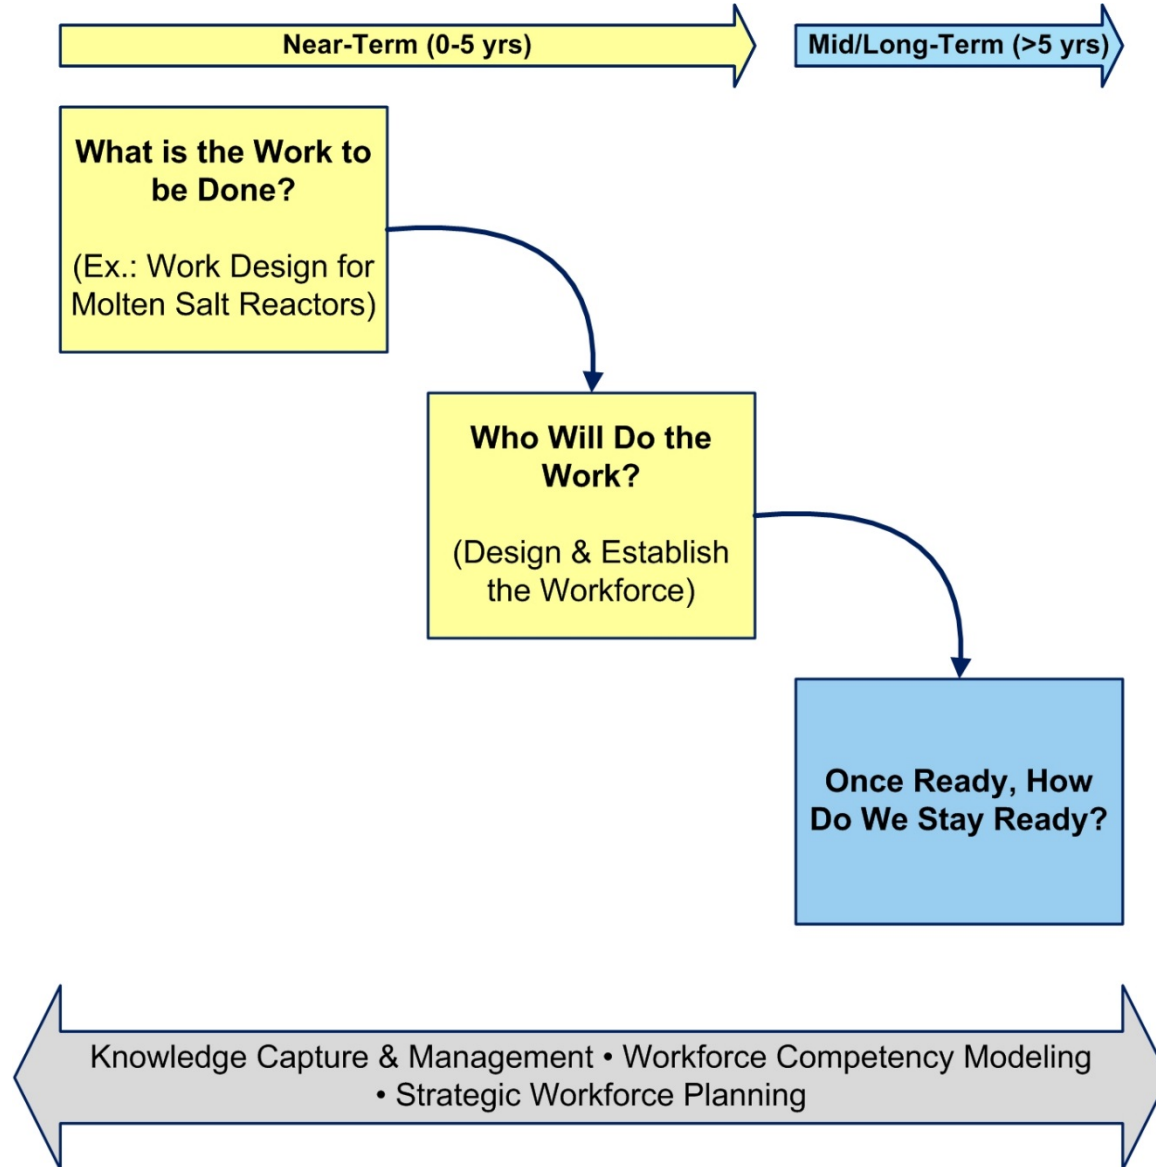 Near-Term (0-5 yrs)
Mid/Long-Term (>5 yrs)
What is the Work to
be Done?
(Ex.: Work Design for
Molten Salt Reactors)
Who Will Do the
Work?
(Design & Establish
the Workforce)
Once Ready, How
Do We Stay Ready?
Knowledge Capture & Management • Workforce Competency Modeling
• Strategic Workforce Planning